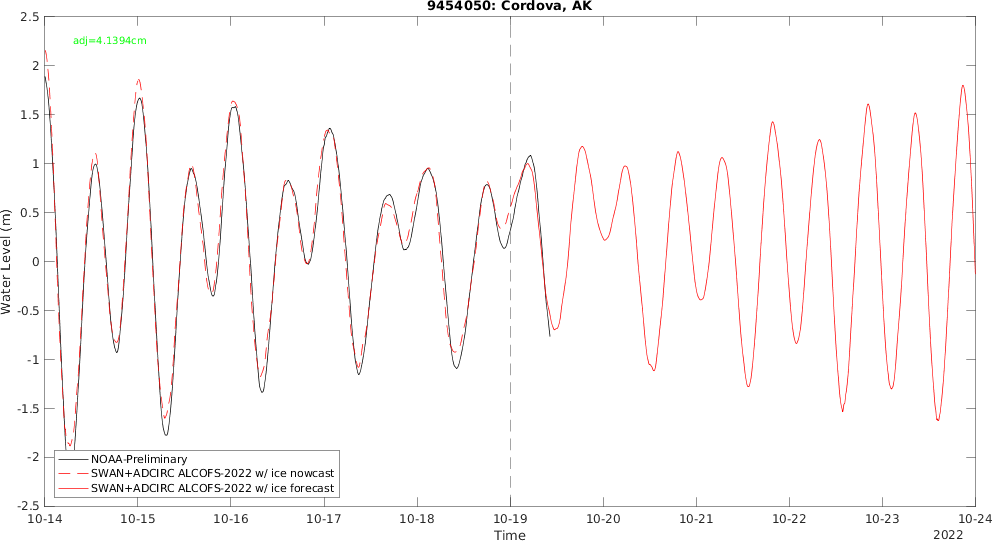 9454050: Cordova, AK
adj=4.1394cm
Water Level (m)
2.5
2
1.5
1
0.5
0
-0.5
-1
-1.5
-2
-2.5
NOAA-Preliminary
SWAN+ADCIRC ALCOFS-2022 w/ ice nowcast
SWAN+ADCIRC ALCOFS-2022 w/ ice forecast
10-14 10-15 10-16 10-17 10-18 10-19 10-20 10-21 10-22 10-23 10-24
Time
2022